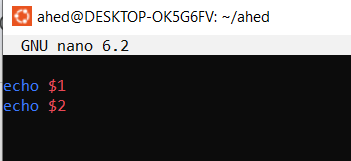 ahed@DESKTOP-OK5G6FV: ~/ahed
GNU nano 6.2
echo $1
echo $2